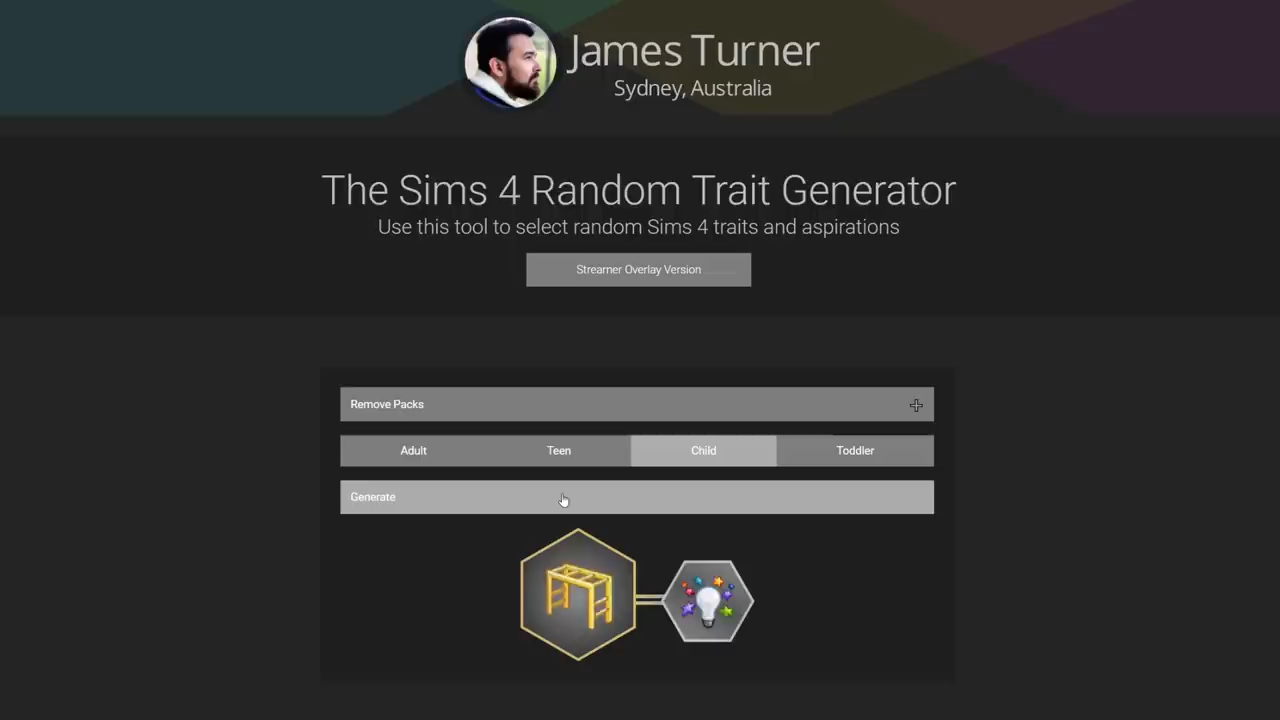 James Turner
Sydney, Australia
The Sims 4 Random Trait Generator
Use this tool to select random Sims 4 traits and aspirations
Streamer Overlay Version
Remove Packs
Adult Teen Child Toddler
Generate